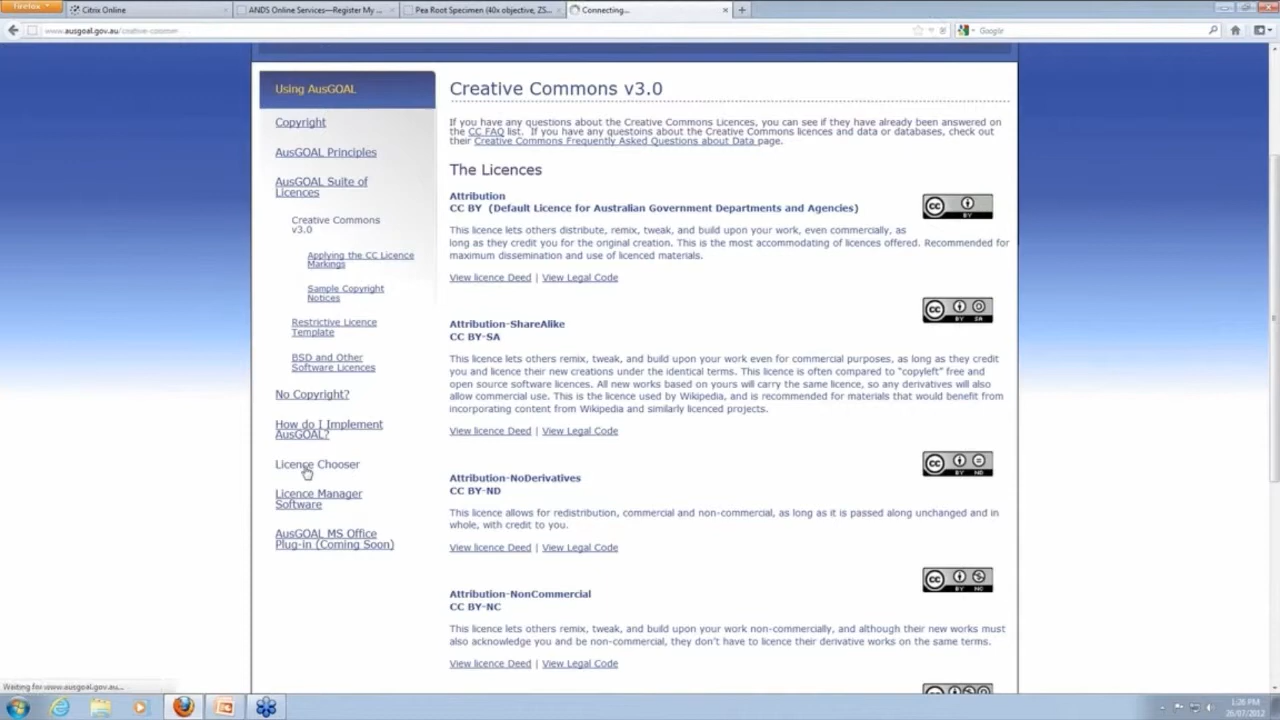 Firefox
Citrix Online
ANDS Online Services—Register My ...
Pea Root Specimen (40x objective, ZS...
Connecting...
www.ausgoal.gov.au/creative-common
Google
Using AusGOAL
Copyright
AusGOAL Principles
AusGOAL Suite of
Licences
Creative Commons
v3.0
Applying the CC Licence
Markings
Sample Copyright
Notices
Restrictive Licence
Template
BSD and Other
Software Licences
No Copyright?
How do I Implement
AusGOAL?
Licence Chooser
Licence Manager
Software
AusGOAL MS Office
Plug-in (Coming Soon)
Creative Commons v3.0
If you have any questions about the Creative Commons Licences, you can see if they have already been answered on
the CC FAQ list. If you have any questoins about the Creative Commons licences and data or databases, check out
their Creative Commons Frequently Asked Questions about Data page.
The Licences
Attribution
CC BY (Default Licence for Australian Government Departments and Agencies)
cc BY
This licence lets others distribute, remix, tweak, and build upon your work, even commercially, as
long as they credit you for the original creation. This is the most accommodating of licences offered. Recommended for
maximum dissemination and use of licenced materials.
View licence Deed | View Legal Code
cc BY SA
Attribution-ShareAlike
CC BY-SA
This licence lets others remix, tweak, and build upon your work even for commercial purposes, as long as they credit
you and licence their new creations under the identical terms. This licence is often compared to "copyleft" free and
open source software licences. All new works based on yours will carry the same licence, so any derivatives will also
allow commercial use. This is the licence used by Wikipedia, and is recommended for materials that would benefit from
incorporating content from Wikipedia and similarly licenced projects.
View licence Deed | View Legal Code
cc BY ND
Attribution-NoDerivatives
CC BY-ND
This licence allows for redistribution, commercial and non-commercial, as long as it is passed along unchanged and in
whole, with credit to you.
View licence Deed | View Legal Code
cc BY NC
Attribution-NonCommercial
CC BY-NC
This licence lets others remix, tweak, and build upon your work non-commercially, and although their new works must
also acknowledge you and be non-commercial, they don't have to licence their derivative works on the same terms.
View licence Deed | View Legal Code
Waiting for www.ausgoal.gov.au...
1:26 PM
26/07/2012